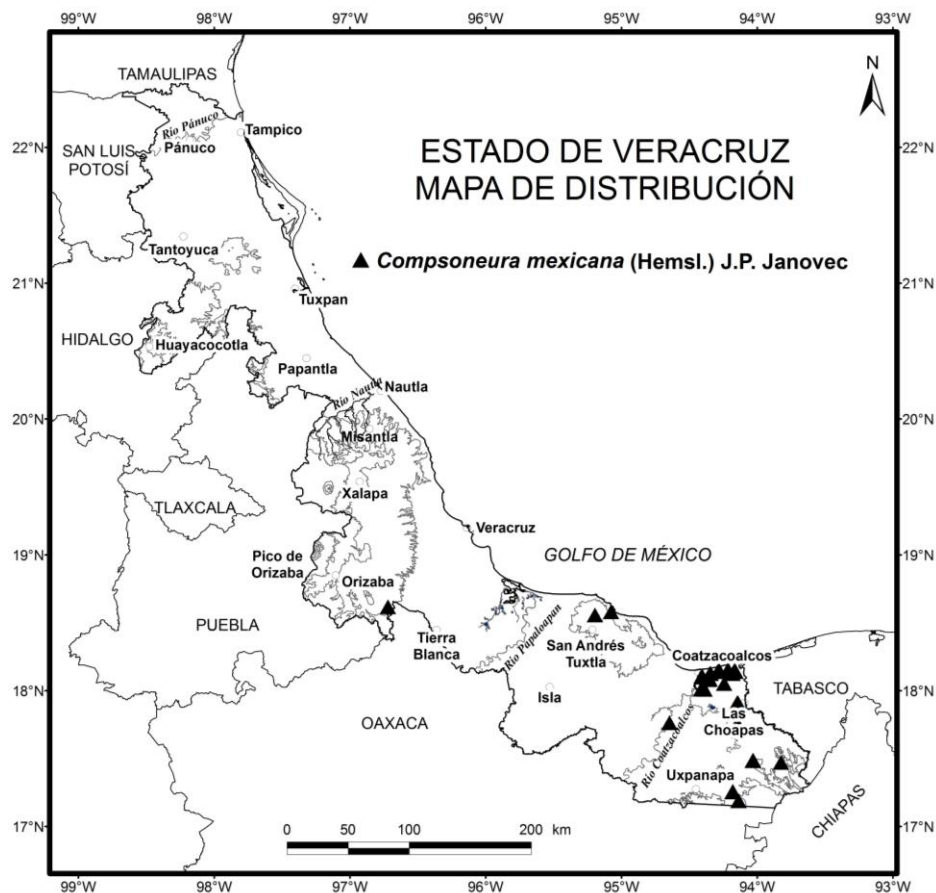 99°W 98°W 97°W 96°W 95°W 94°W 93°W
TAMAULIPAS
N
Río Pánuco
Tampico
22°N
Pánuco
22°N
SAN LUIS
POTOSÍ
ESTADO DE VERACRUZ
MAPA DE DISTRIBUCIÓN
Tantoyuca
Compsoneura mexicana (Hemsl.) J.P. Janovec
21°N
21°N
Tuxpan
HIDALGO
Huayacocotla
Papantla
Río Nautla
Nautla
20°N
20°N
Misantla
Xalapa
TLAXCALA
Veracruz
19°N
GOLFO DE MÉXICO
19°N
Pico de
Orizaba
Orizaba
PUEBLA
Tierra
Blanca
Río Papaloapan
San Andrés
Tuxtla
Coatzacoalcos
18°N
Isla
TABASCO
18°N
OAXACA
Las
Choapas
Río Coatzacoalcos
Uxpanapa
17°N
CHIAPAS
17°N
0 50 100 200 km
99°W 98°W 97°W 96°W 95°W 94°W 93°W